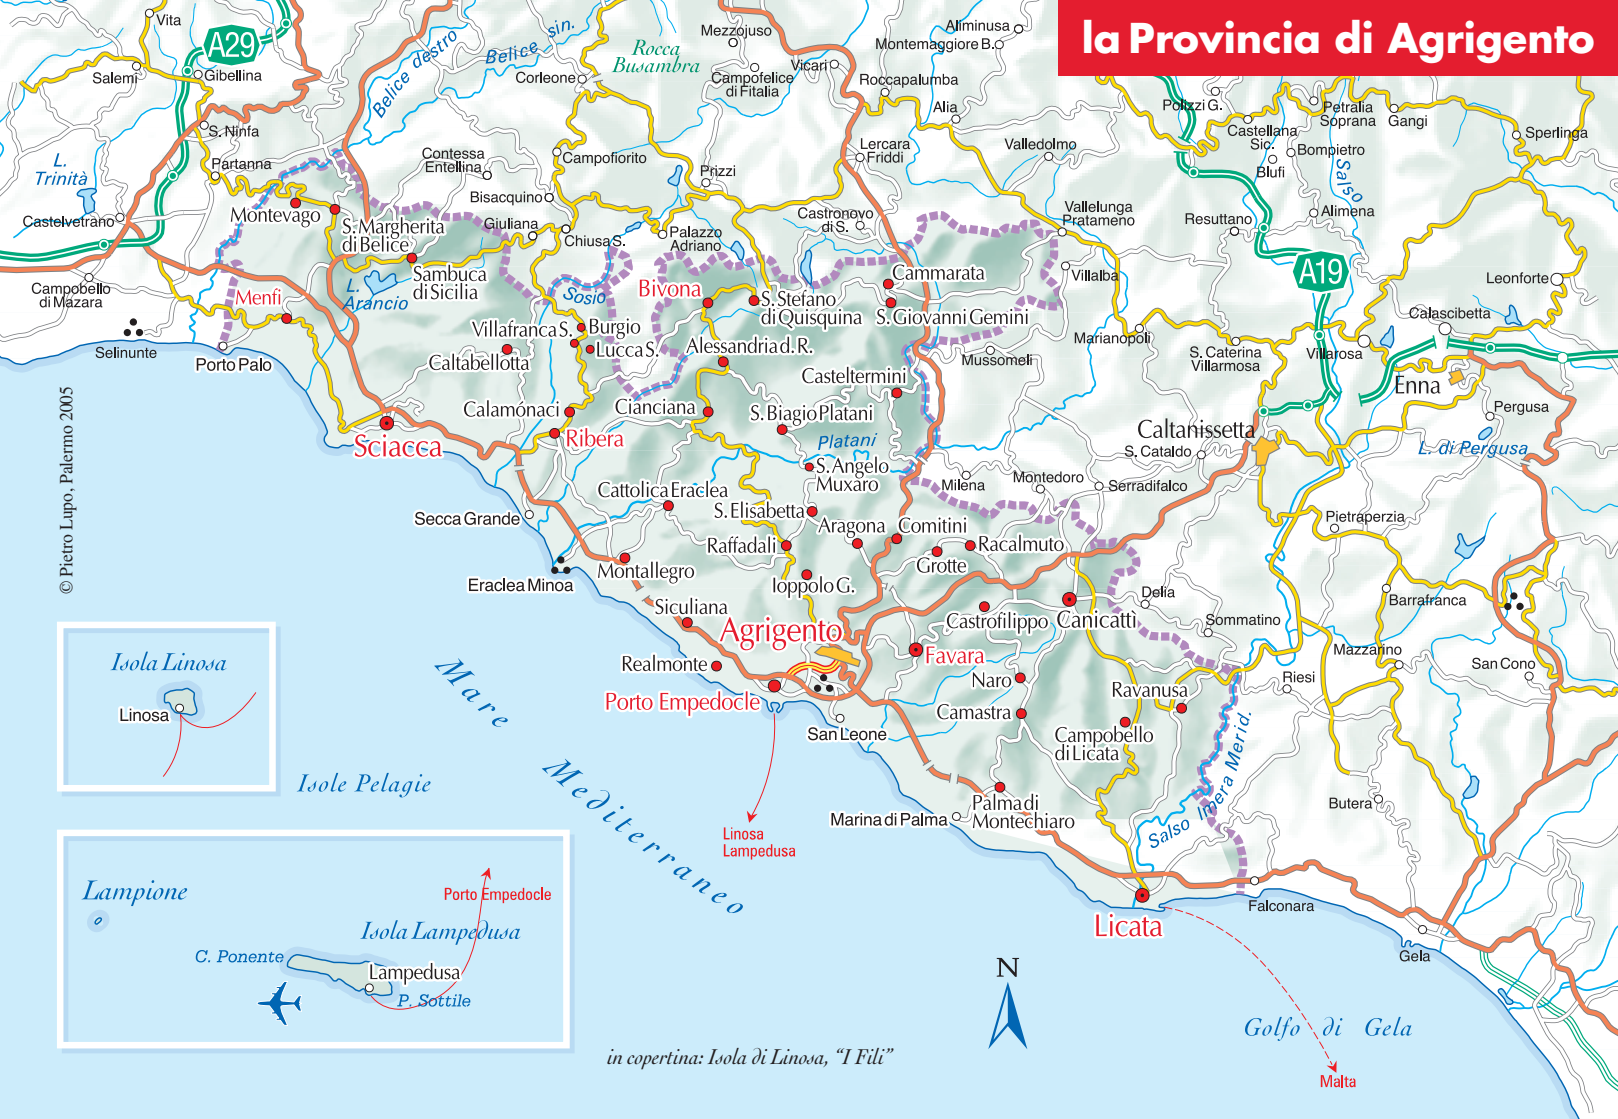 la Provincia di Agrigento
A29
Vita
Salemi
Gibellina
S. Ninfa
Partanna
L.
Trinità
Castelvetrano
Campobello
di Mazara
Selinunte
Belice destro
Belice sin.
Corleone
Rocca
Busambra
Mezzojuso
Campofelice
di Fitalia
Vicari
Aliminusa
Montemaggiore B.
Roccapalumba
Alia
Lercara
Friddi
Valledolmo
Contessa
Entellina
Campofiorito
Bisacquino
Prizzi
Giuliana
Chiusa S.
Palazzo
Adriano
Castronovo
di S.
Vallelunga
Pratameno
Villalba
Polizzi G.
Castellana
Sic.
Petralia
Soprana
Gangi
Bompietro
Blufi
Sperlinga
Salso
Alimena
Resuttano
A19
Leonforte
Calascibetta
Villarosa
Marianopoli
S. Caterina
Villarmosa
Enna
Pergusa
L. di Pergusa
Caltanissetta
S. Cataldo
Mussomeli
Montevago
S. Margherita
di Belice
Sambuca
di Sicilia
L.
Arancio
Menfi
Porto Palo
Sosio
Bivona
S. Stefano
di Quisquina
Cammarata
S. Giovanni Gemini
Villafranca S.
Burgio
Lucca S.
Caltabellotta
Alessandria d. R.
Casteltermini
Calamónaci
Cianciana
S. Biagio Platani
Ribera
Sciacca
Platani
S. Angelo
Muxaro
Milena
Montedoro
Serradifalco
Cattolica Eraclea
S. Elisabetta
Secca Grande
Aragona
Comitini
Raffadali
Racalmuto
Grotte
Pietraperzia
Eraclea Minoa
Montallegro
Ioppolo G.
Siculiana
Castrofilippo
Canicattì
Delia
Sommatino
Barrafranca
Agrigento
Favara
Realmonte
Porto Empedocle
San Leone
Naro
Camastra
Ravanusa
Campobello
di Licata
Riesi
Mazzarino
San Cono
Palma di
Montechiaro
Marina di Palma
Salso Imera Merid.
Butera
Licata
Falconara
Gela
Golfo di Gela
Malta
Linosa
Lampedusa
Mare Mediterraneo
Isola Linosa
Linosa
Isole Pelagie
Lampione
Porto Empedocle
Isola Lampedusa
C. Ponente
Lampedusa
P. Sottile
N
in copertina: Isola di Linosa, “I Fili”
© Pietro Lupo, Palermo 2005